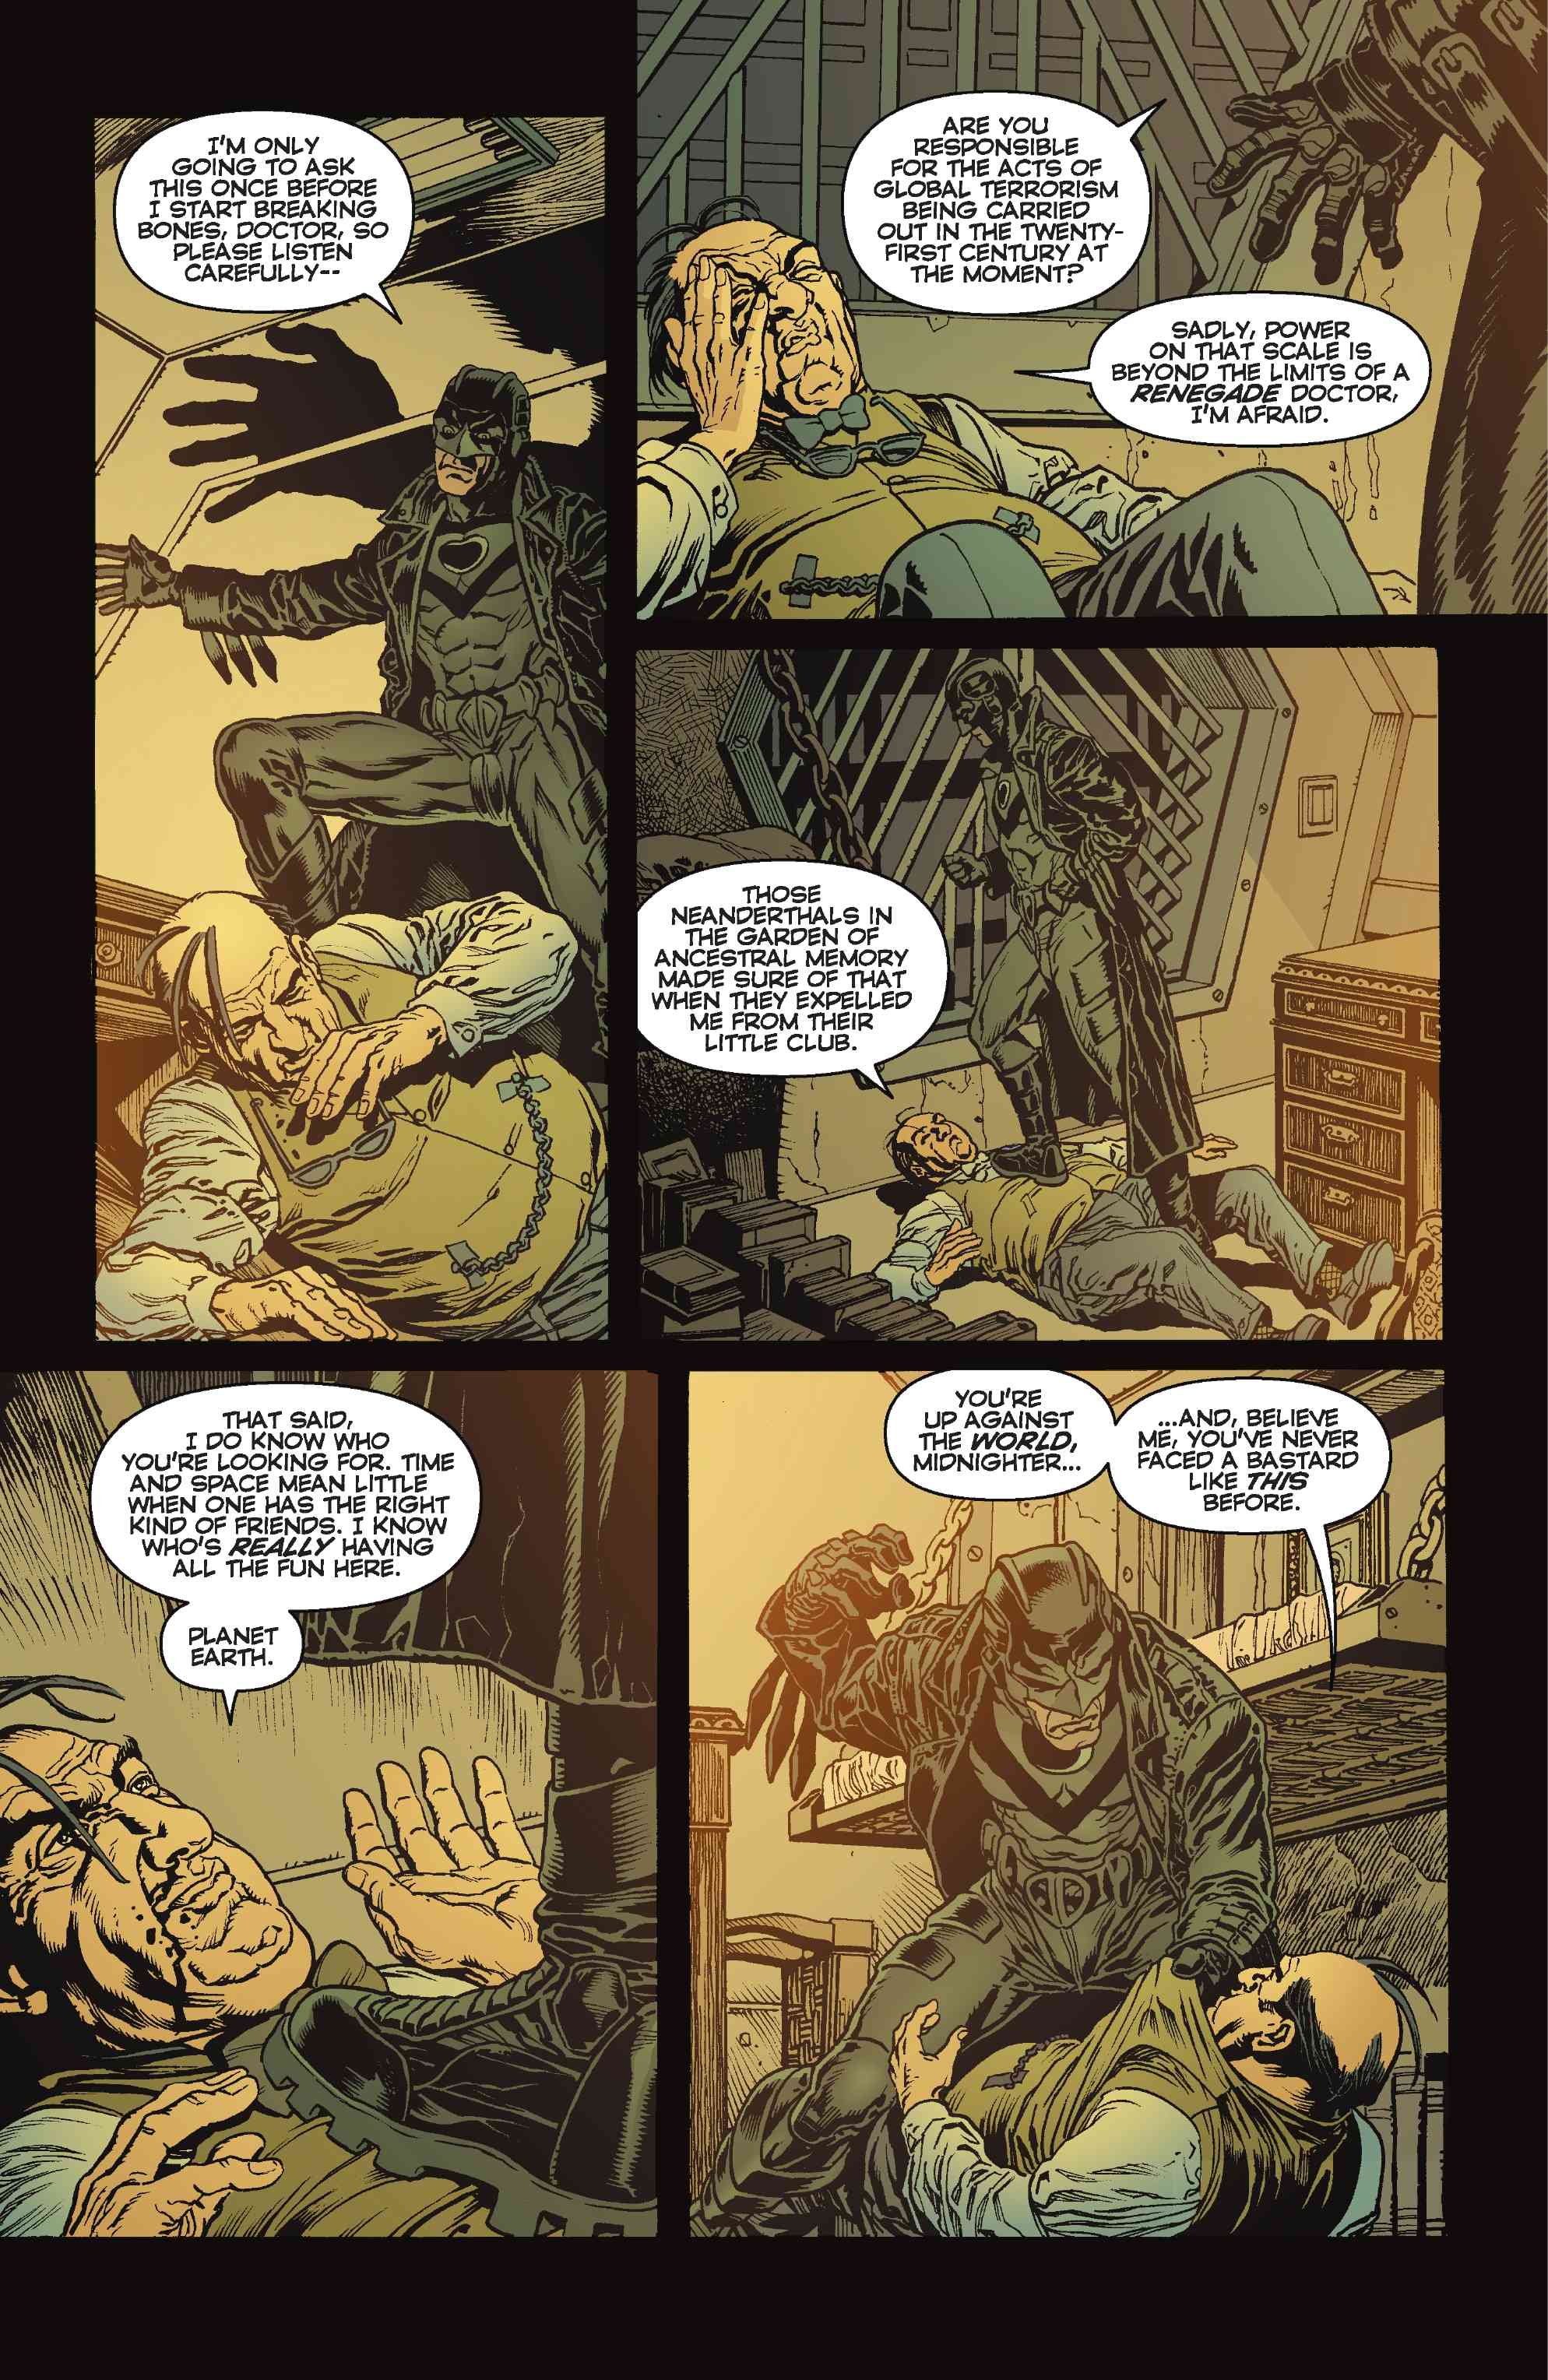 I'M ONLY
GOING TO ASK
THIS ONCE BEFORE
I START BREAKING
BONES, DOCTOR, SO
PLEASE LISTEN
CAREFULLY--
ARE YOU
RESPONSIBLE
FOR THE ACTS OF
GLOBAL TERRORISM
BEING CARRIED
OUT IN THE TWENTY-
FIRST CENTURY AT
THE MOMENT?
SADLY, POWER
ON THAT SCALE IS
BEYOND THE LIMITS OF A
RENEGADE DOCTOR,
I'M AFRAID.
THOSE
NEANDERTHALS IN
THE GARDEN OF
ANCESTRAL MEMORY
MADE SURE OF THAT
WHEN THEY EXPELLED
ME FROM THEIR
LITTLE CLUB.
THAT SAID,
I DO KNOW WHO
YOU'RE LOOKING FOR. TIME
AND SPACE MEAN LITTLE
WHEN ONE HAS THE RIGHT
KIND OF FRIENDS. I KNOW
WHO'S REALLY HAVING
ALL THE FUN HERE.
PLANET
EARTH.
YOU'RE
UP AGAINST
THE WORLD,
MIDNIGHTER...
...AND, BELIEVE
ME, YOU'VE NEVER
FACED A BASTARD
LIKE THIS
BEFORE.